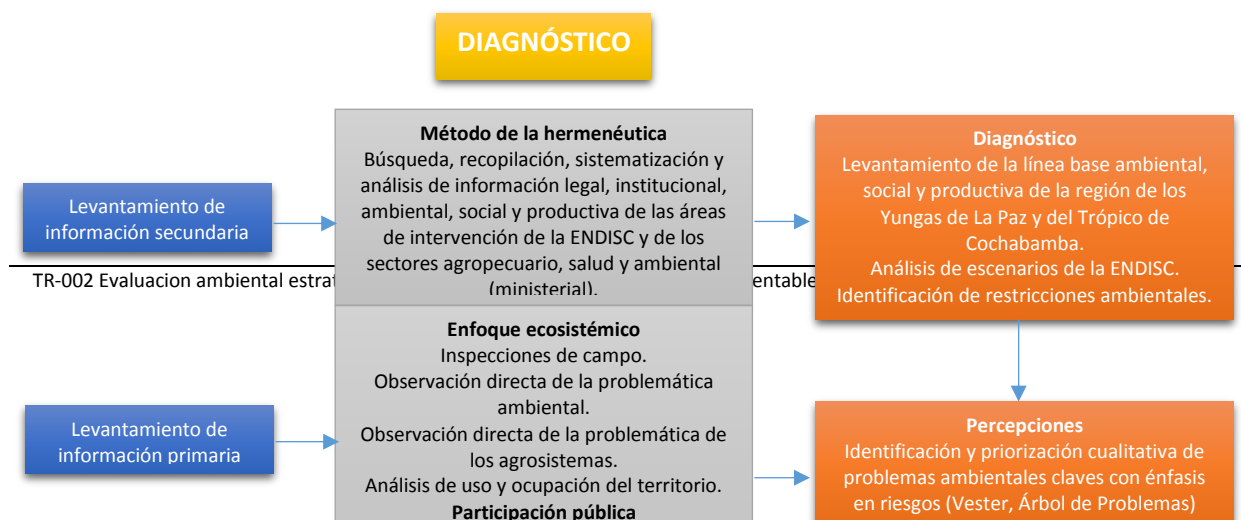 DIAGNÓSTICO
Levantamiento de
información secundaria
Método de la hermenéutica
Búsqueda, recopilación, sistematización y
análisis de información legal, institucional,
ambiental, social y productiva de las áreas
de intervención de la ENDISC y de los
sectores agropecuario, salud y ambiental
(ministerial).
Diagnóstico
Levantamiento de la línea base ambiental,
social y productiva de la región de los
Yungas de La Paz y del Trópico de
Cochabamba.
Análisis de escenarios de la ENDISC.
Identificación de restricciones ambientales.
TR-002 Evaluacion ambiental
Levantamiento de
información primaria
Enfoque ecosistémico
Inspecciones de campo.
Observación directa de la problemática
ambiental.
Observación directa de la problemática de
los agrosistemas.
Análisis de uso y ocupación del territorio.
Participación pública
Percepciones
Identificación y priorización cualitativa de
problemas ambientales claves con énfasis
en riesgos (Vester, Árbol de Problemas)